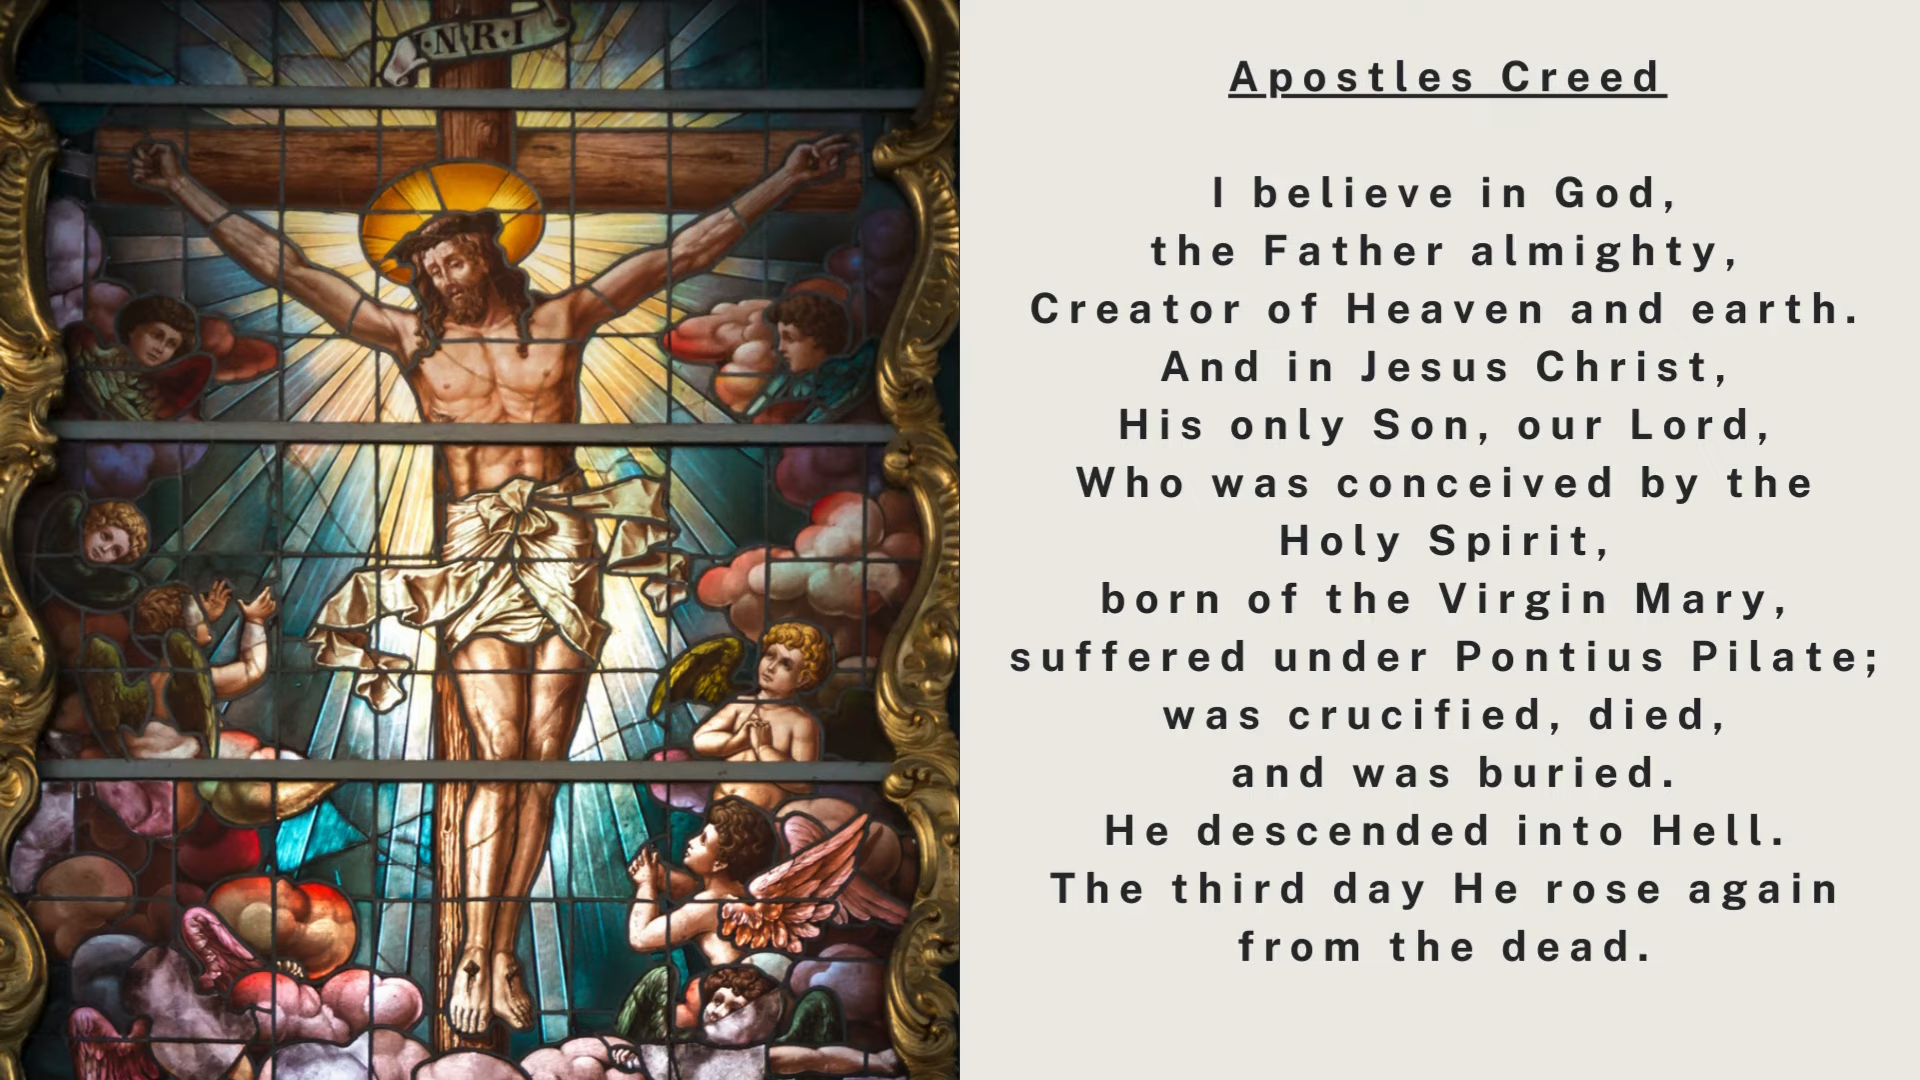 I·N·R·I
Apostles Creed
I believe in God,
the Father almighty,
Creator of Heaven and earth.
And in Jesus Christ,
His only Son, our Lord,
Who was conceived by the
Holy Spirit,
born of the Virgin Mary,
suffered under Pontius Pilate;
was crucified, died,
and was buried.
He descended into Hell.
The third day He rose again
from the dead.